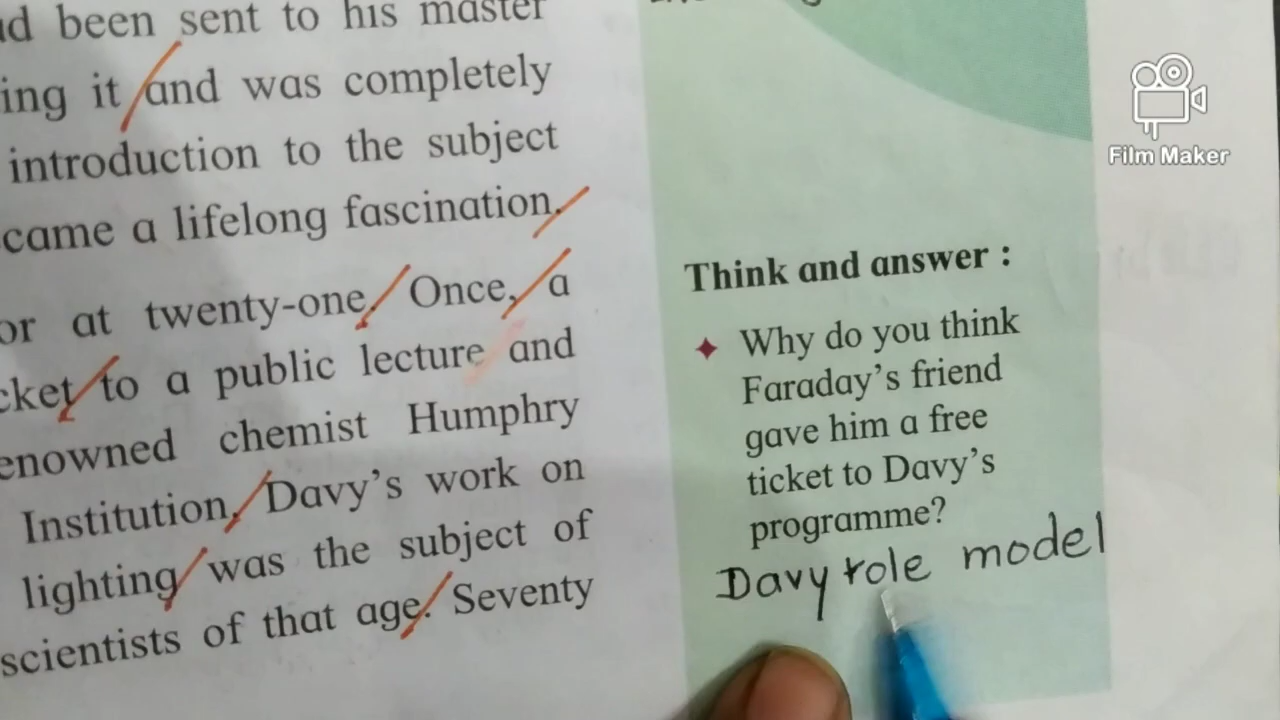 been sent to his master
ing it and was completely
introduction to the subject
came a lifelong fascination.
or at twenty-one. Once, a
cket to a public lecture and
enowned chemist Humphry
Institution. Davy's work on
lighting was the subject of
scientists of that age. Seventy
Think and answer :
Why do you think
Faraday's friend
gave him a free
ticket to Davy's
programme?
Davy role model
Film Maker